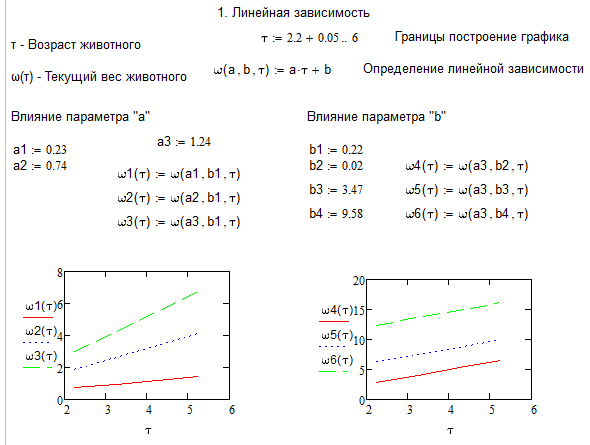 1. Линейная зависимость
τ - Возраст животного
τ := 2.2 + 0.05 .. 6
Границы построение графика
ω(τ) - Текущий вес животного
ω(a, b, τ) := a·τ + b
Определение линейной зависимости
Влияние параметра "a"
a1 := 0.23
a2 := 0.74
a3 := 1.24
ω1(τ) := ω(a1, b1, τ)
ω2(τ) := ω(a2, b1, τ)
ω3(τ) := ω(a3, b1, τ)
Влияние параметра "b"
b1 := 0.22
b2 := 0.02
b3 := 3.47
b4 := 9.58
ω4(τ) := ω(a3, b2, τ)
ω5(τ) := ω(a3, b3, τ)
ω6(τ) := ω(a3, b4, τ)
8
6
4
2
0
ω1(τ)
ω2(τ)
ω3(τ)
2 3 4 5 6
τ
20
15
10
5
0
ω4(τ)
ω5(τ)
ω6(τ)
2 3 4 5 6
τ